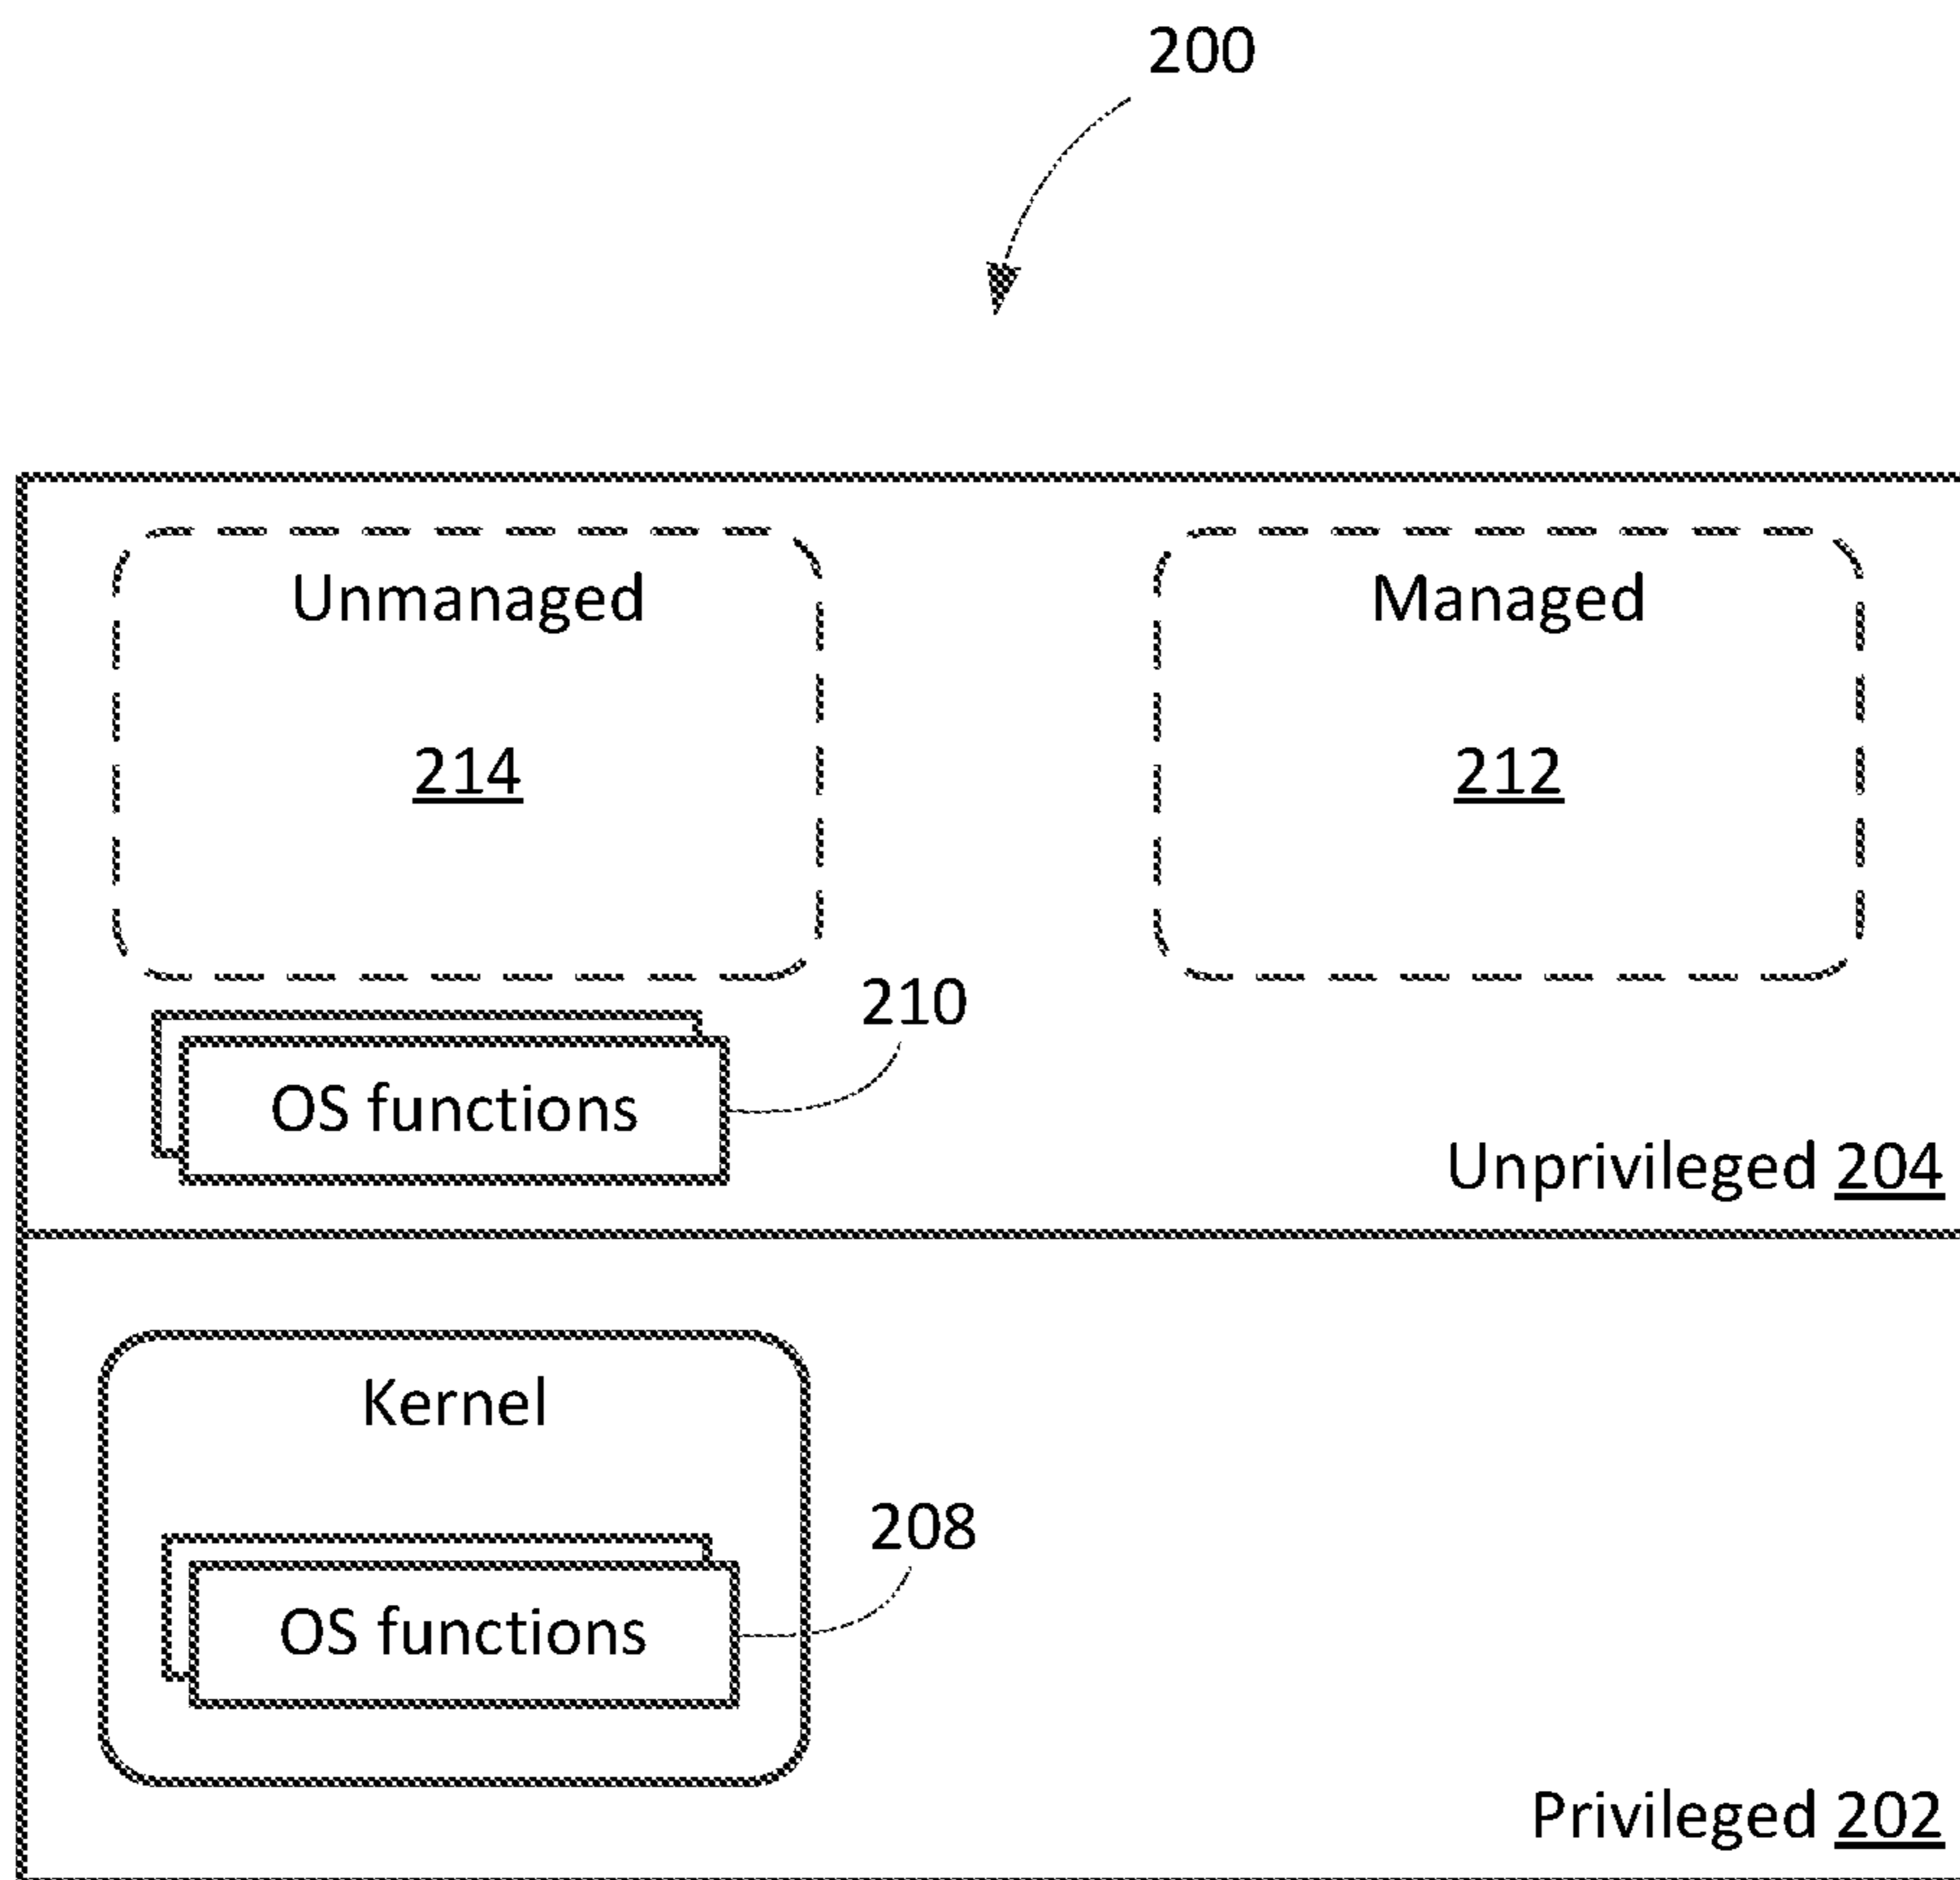 200
Unmanaged
Managed
214
212
210
OS functions
Unprivileged 204
Kernel
208
OS functions
Privileged 202